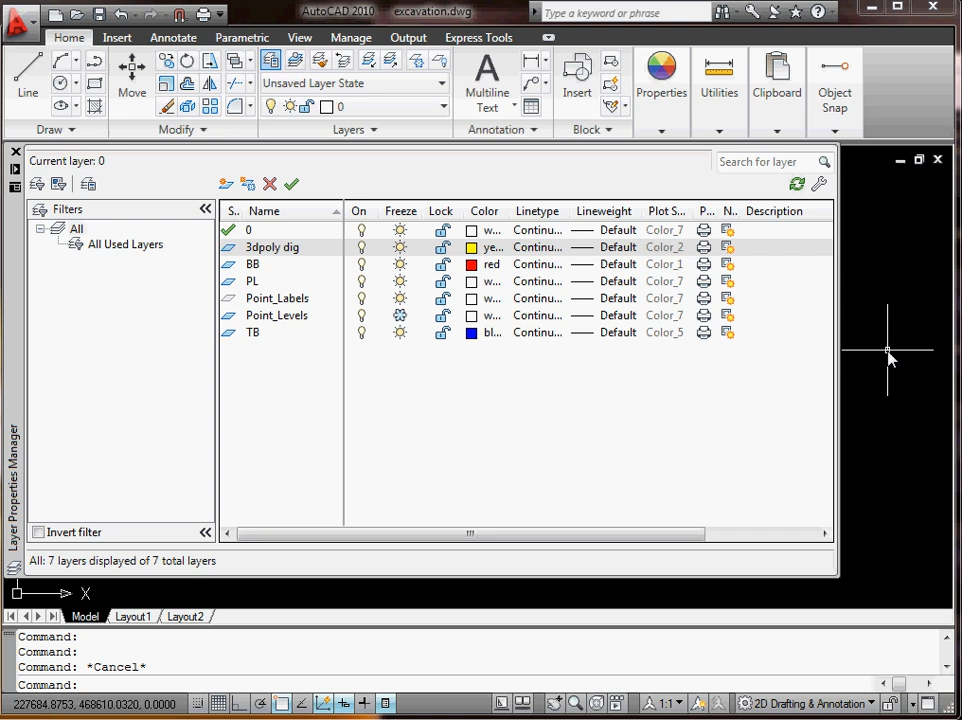 AutoCAD 2010 excavation.dwg Type a keyword or phrase
Home Insert Annotate Parametric View Manage Output Express Tools
Unsaved Layer State
Line Move 0 Multiline Text Insert Properties Utilities Clipboard Object Snap
Draw Modify Layers Annotation Block
Current layer: 0 Search for layer
Filters S.. Name On Freeze Lock Color Linetype Lineweight Plot S... P... N.. Description
All 0 w... Continu... Default Color_7
All Used Layers 3dpoly dig ye... Continu... Default Color_2
BB red Continu... Default Color_1
PL w... Continu... Default Color_7
Point_Labels w... Continu... Default Color_7
Point_Levels w... Continu... Default Color_7
TB bl... Continu... Default Color_5
Layer Properties Manager
Invert filter
All: 7 layers displayed of 7 total layers
X
Model Layout1 Layout2
Command:
Command:
Command: *Cancel*
Command:
227684.8753, 468610.0320, 0.0000 1:1 2D Drafting & Annotation